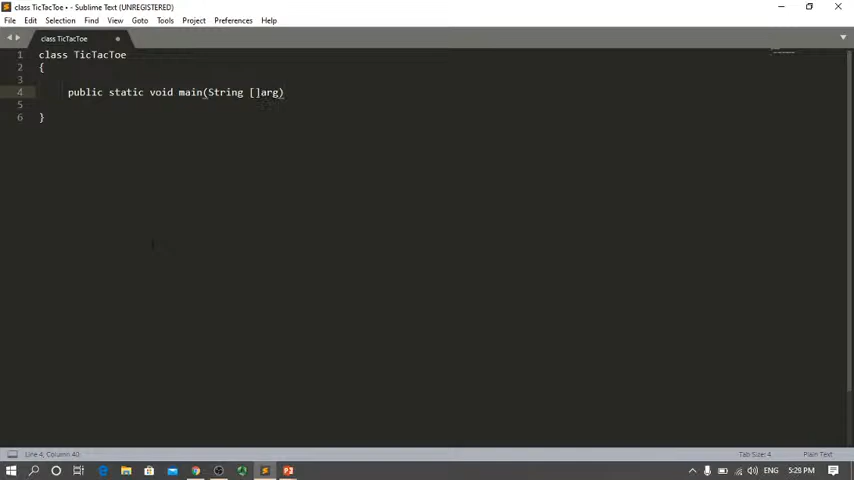 class TicTacToe • - Sublime Text (UNREGISTERED)
File Edit Selection Find View Goto Tools Project Preferences Help
class TicTacToe
1 class TicTacToe
2 {
3
4 public static void main(String []arg)
5
6 }
Line 4, Column 40
Tab Size: 4 Plain Text
ENG 5:29 PM